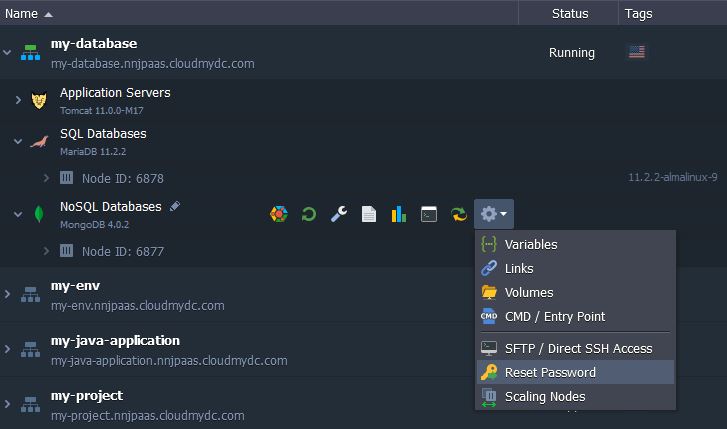 Name
Status
Tags
my-database
my-database.nnjpaas.cloudmydc.com
Running
Application Servers
Tomcat 11.0.0-M17
SQL Databases
MariaDB 11.2.2
Node ID: 6878
11.2.2-almalinux-9
NoSQL Databases
MongoDB 4.0.2
Node ID: 6877
Variables
Links
Volumes
CMD
CMD / Entry Point
SFTP / Direct SSH Access
Reset Password
Scaling Nodes
my-env
my-env.nnjpaas.cloudmydc.com
my-java-application
my-java-application.nnjpaas.cloudmydc.com
my-project
my-project.nnjpaas.cloudmydc.com